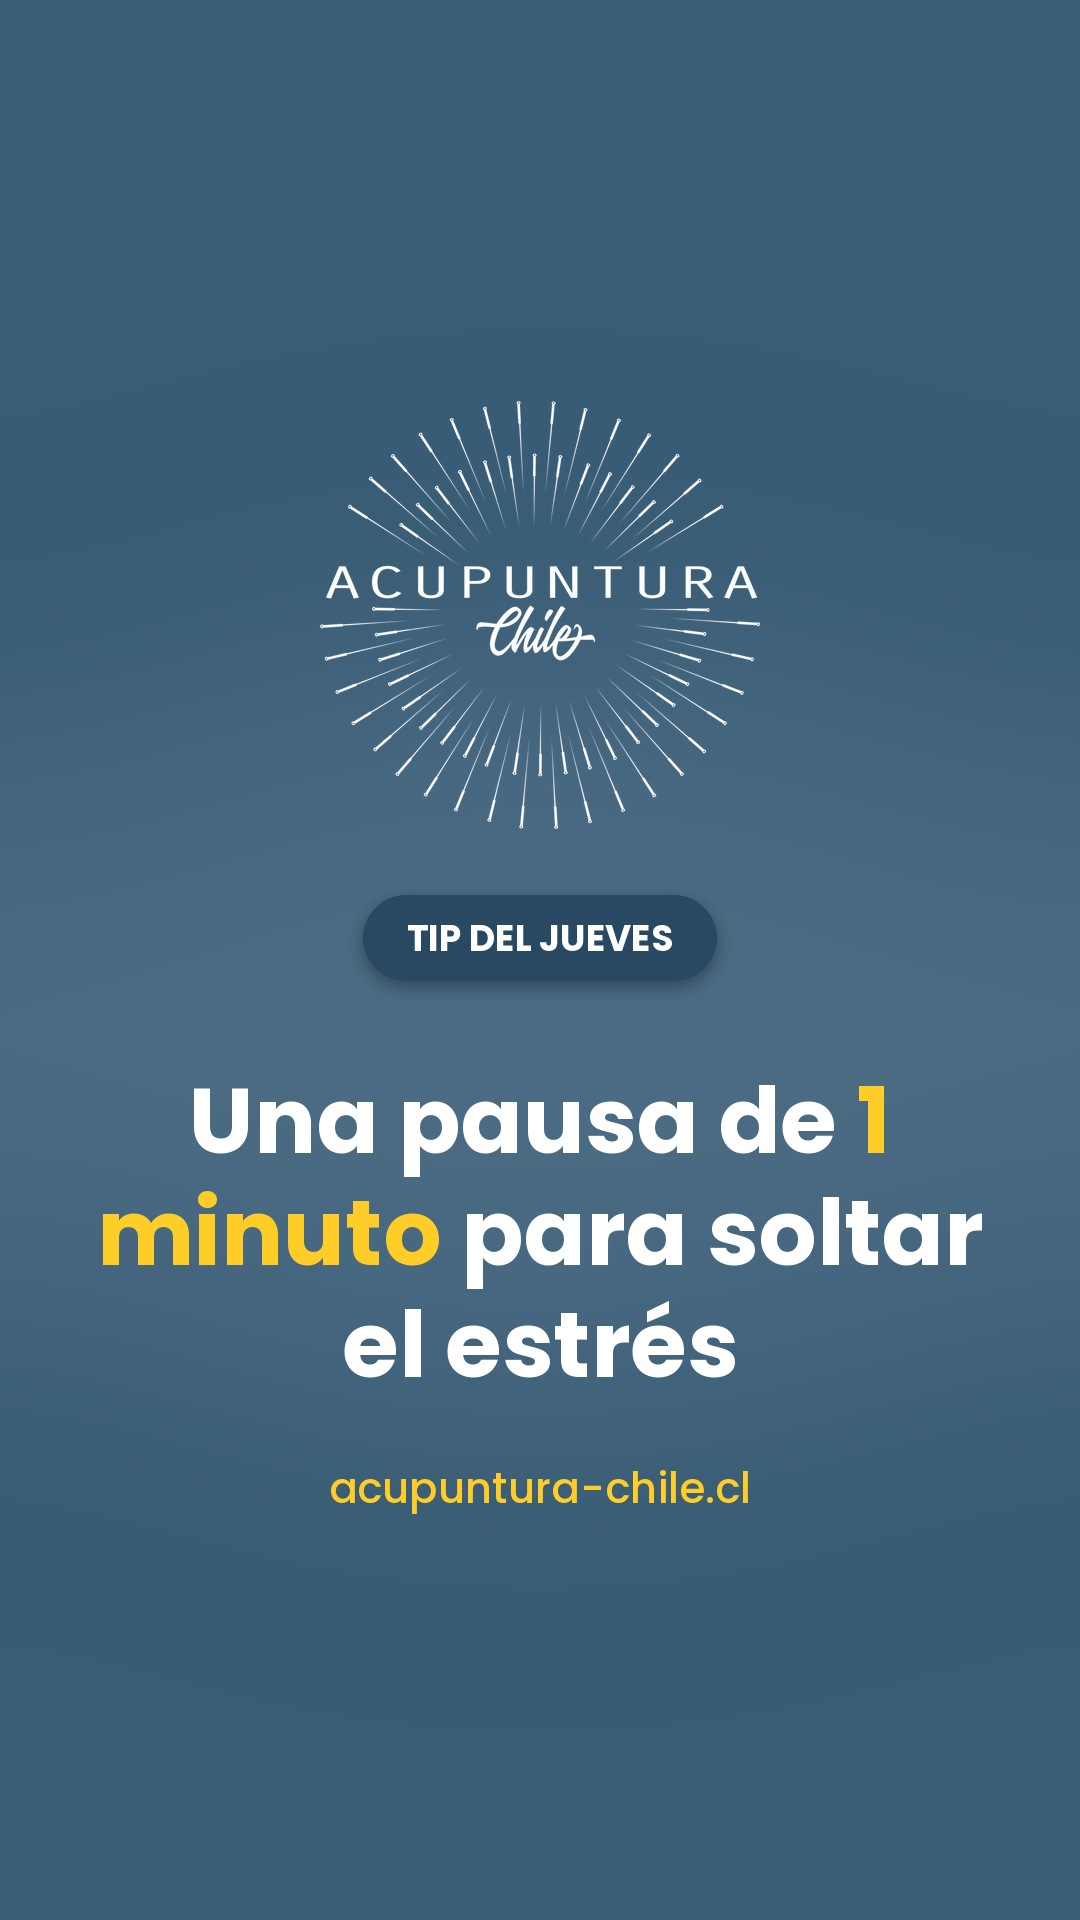 ACUPUNTURA
Chile
TIP DEL JUEVES
Una pausa de 1
minuto para soltar
el estrés
acupuntura-chile.cl